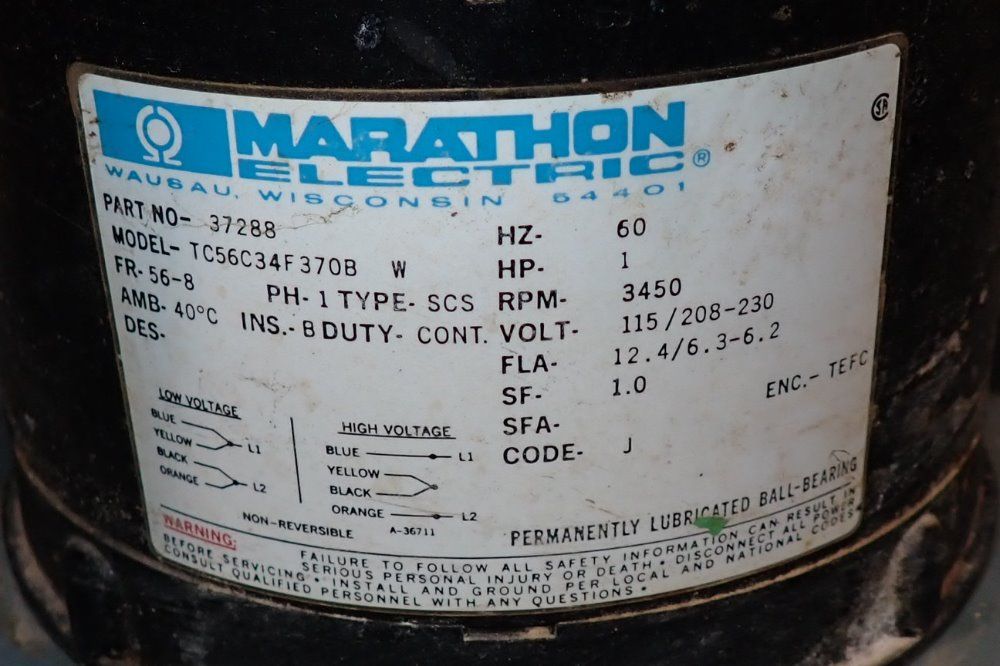 MARATHON
ELECTRIC®
WAUSAU, WISCONSIN 54401
PART NO- 37288
MODEL- TC56C34F370B W
FR- 56-8 PH- 1 TYPE- SCS
AMB- 40°C INS.- B DUTY- CONT.
DES-
HZ- 60
HP- 1
RPM- 3450
VOLT- 115/208-230
FLA- 12.4/6.3-6.2
SF- 1.0
ENC.- TEFC
SFA-
CODE- J
LOW VOLTAGE
BLUE
YELLOW L1
BLACK
ORANGE L2
HIGH VOLTAGE
BLUE L1
YELLOW
BLACK
ORANGE L2
NON-REVERSIBLE A-36711
PERMANENTLY LUBRICATED BALL-BEARING
WARNING: FAILURE TO FOLLOW ALL SAFETY INFORMATION CAN RESULT IN
SERIOUS PERSONAL INJURY OR DEATH • DISCONNECT ALL POWER
BEFORE SERVICING • INSTALL AND GROUND PER LOCAL AND NATIONAL CODES •
CONSULT QUALIFIED PERSONNEL WITH ANY QUESTIONS •